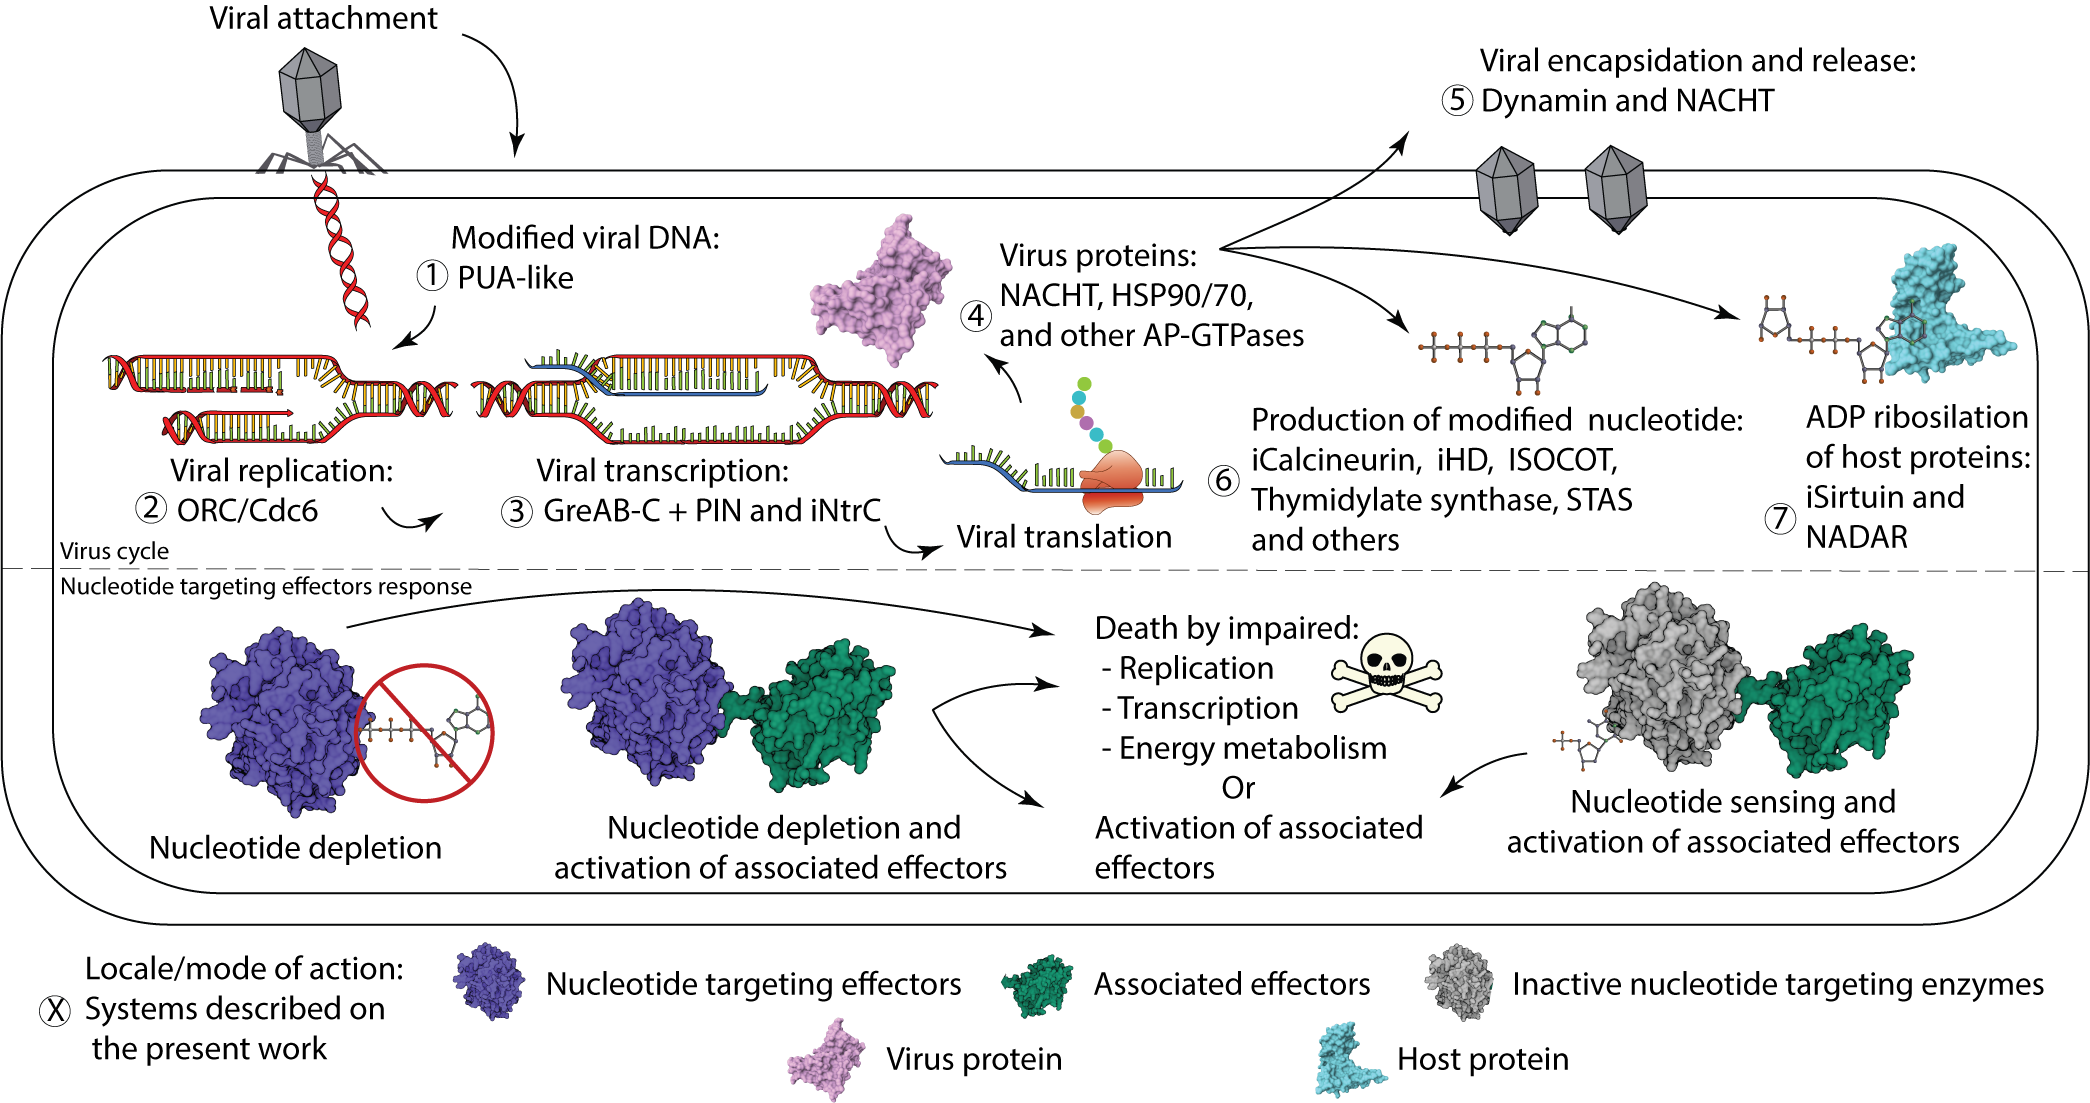 Viral attachment
Viral encapsidation and release:
5 Dynamin and NACHT
Modified viral DNA:
1 PUA-like
Virus proteins:
4 NACHT, HSP90/70,
and other AP-GTPases
Viral replication:
2 ORC/Cdc6
Viral transcription:
3 GreAB-C + PIN and iNtrC
Viral translation
Production of modified nucleotide:
6 iCalcineurin, iHD, ISOCOT,
Thymidylate synthase, STAS
and others
ADP ribosilation
of host proteins:
7 iSirtuin and
NADAR
Virus cycle
Nucleotide targeting effectors response
Nucleotide depletion
Nucleotide depletion and
activation of associated effectors
Death by impaired:
- Replication
- Transcription
- Energy metabolism
Or
Activation of associated
effectors
Nucleotide sensing and
activation of associated effectors
Locale/mode of action:
X Systems described on
the present work
Nucleotide targeting effectors
Associated effectors
Inactive nucleotide targeting enzymes
Virus protein
Host protein